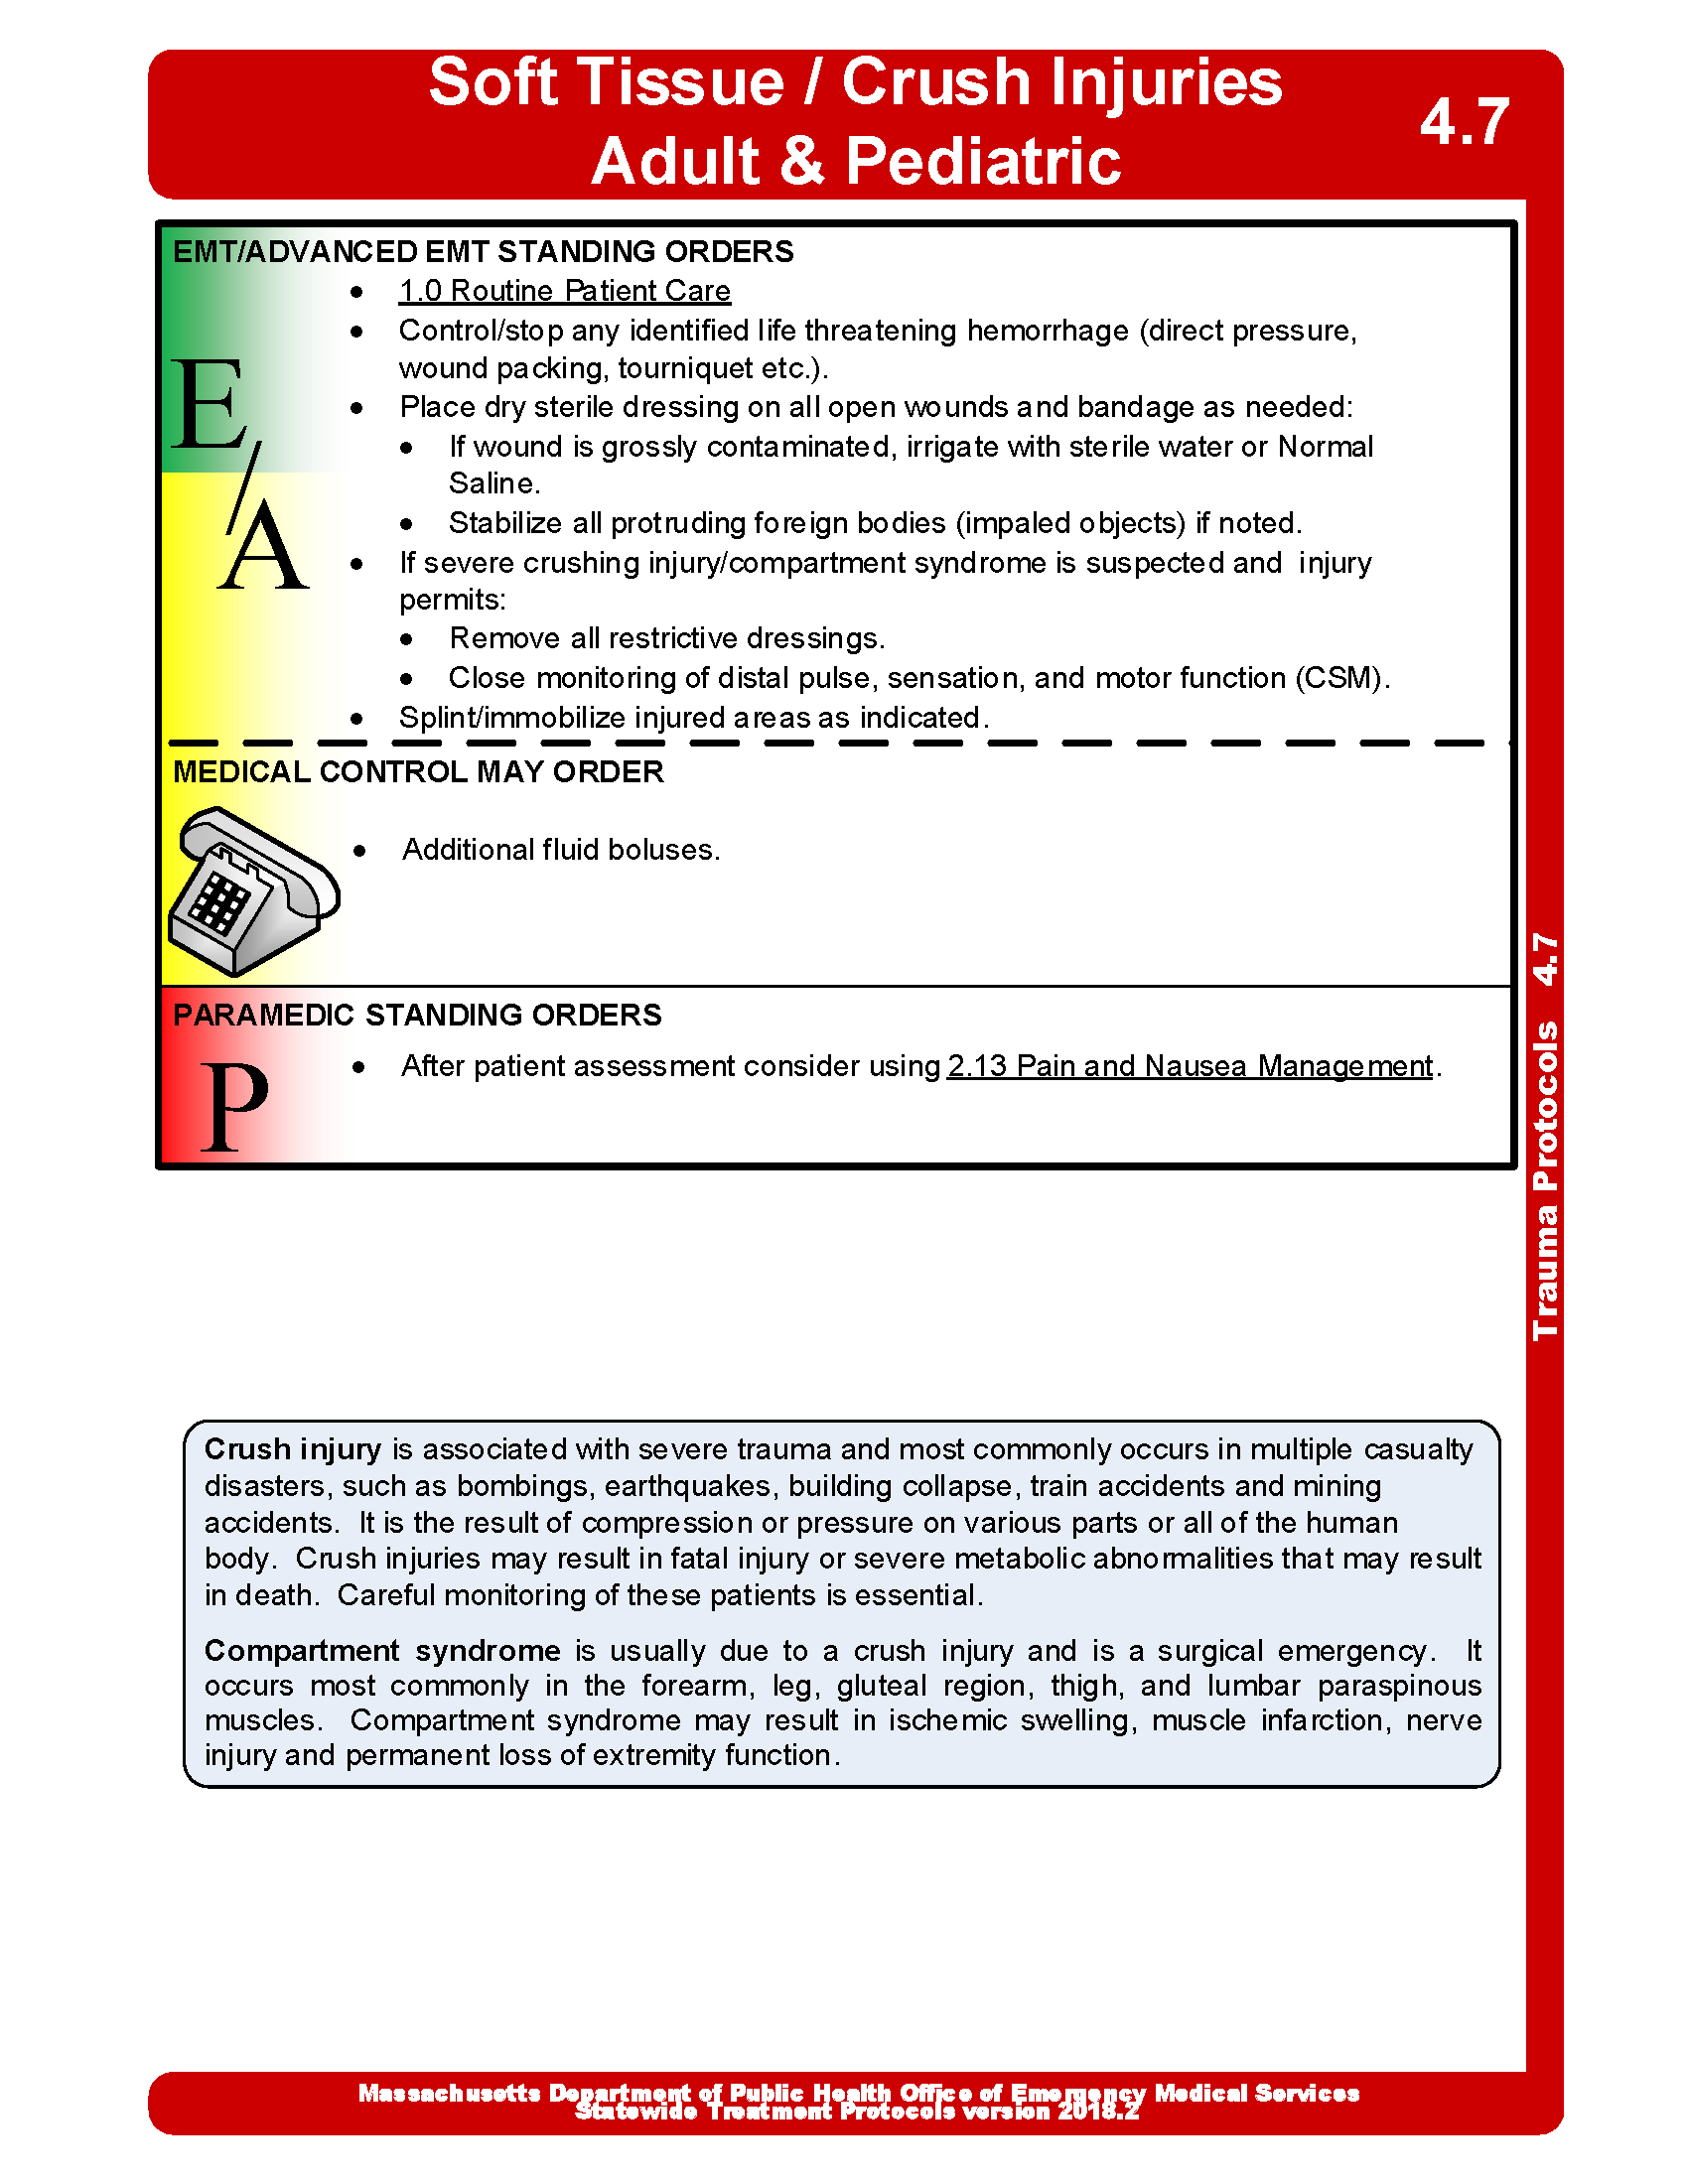 Soft Tissue / Crush Injuries
Adult & Pediatric
4.7
EMT/ADVANCED EMT STANDING ORDERS
E/A
• 1.0 Routine Patient Care
• Control/stop any identified life threatening hemorrhage (direct pressure,
wound packing, tourniquet etc.).
• Place dry sterile dressing on all open wounds and bandage as needed:
• If wound is grossly contaminated, irrigate with sterile water or Normal
Saline.
• Stabilize all protruding foreign bodies (impaled objects) if noted.
• If severe crushing injury/compartment syndrome is suspected and  injury
permits:
• Remove all restrictive dressings.
• Close monitoring of distal pulse, sensation, and motor function (CSM).
• Splint/immobilize injured areas as indicated.
MEDICAL CONTROL MAY ORDER
• Additional fluid boluses.
PARAMEDIC STANDING ORDERS
P
• After patient assessment consider using 2.13 Pain and Nausea Management.
Trauma Protocols 4.7
Crush injury is associated with severe trauma and most commonly occurs in multiple casualty
disasters, such as bombings, earthquakes, building collapse, train accidents and mining
accidents.  It is the result of compression or pressure on various parts or all of the human
body.  Crush injuries may result in fatal injury or severe metabolic abnormalities that may result
in death.  Careful monitoring of these patients is essential.
Compartment syndrome is usually due to a crush injury and is a surgical emergency.  It
occurs most commonly in the forearm, leg, gluteal region, thigh, and lumbar paraspinous
muscles.  Compartment syndrome may result in ischemic swelling, muscle infarction, nerve
injury and permanent loss of extremity function.
Massachusetts Department of Public Health Office of Emergency Medical Services
Statewide Treatment Protocols version 2018.2